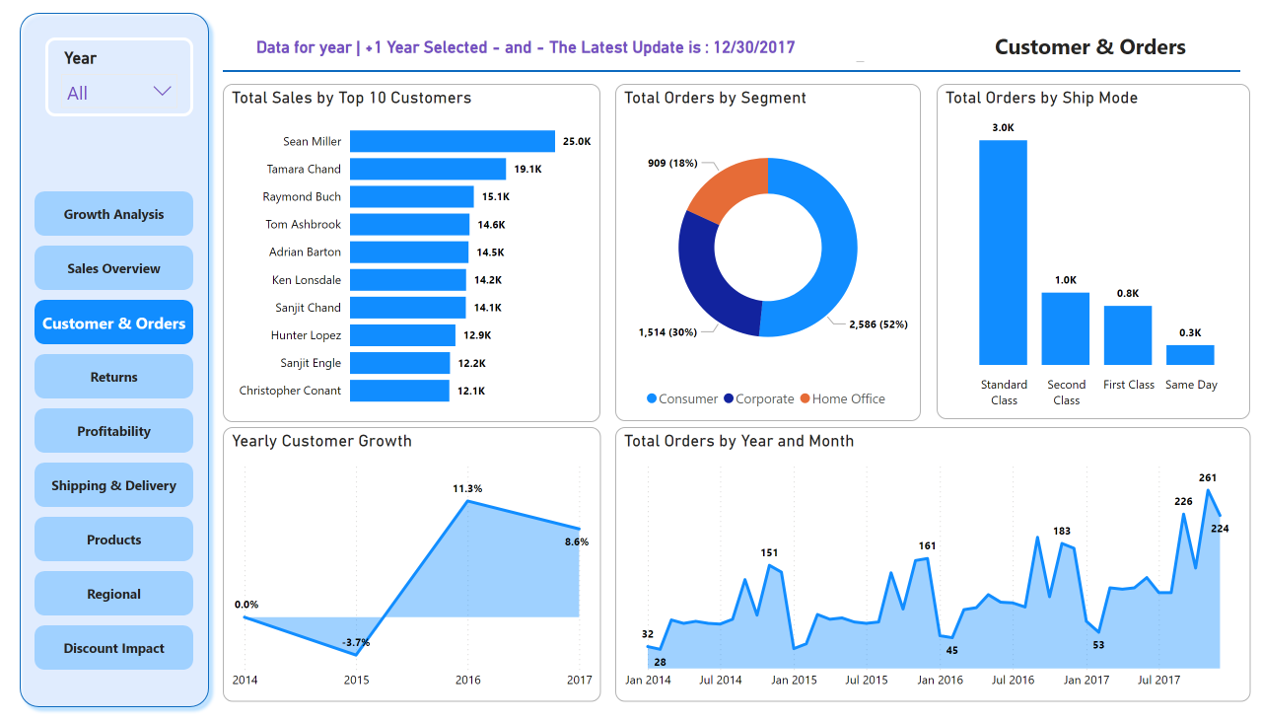 Year
All
Growth Analysis
Sales Overview
Customer & Orders
Returns
Profitability
Shipping & Delivery
Products
Regional
Discount Impact
Data for year | +1 Year Selected - and - The Latest Update is : 12/30/2017
Customer & Orders
Total Sales by Top 10 Customers
Sean Miller 25.0K
Tamara Chand 19.1K
Raymond Buch 15.1K
Tom Ashbrook 14.6K
Adrian Barton 14.5K
Ken Lonsdale 14.2K
Sanjit Chand 14.1K
Hunter Lopez 12.9K
Sanjit Engle 12.2K
Christopher Conant 12.1K
Total Orders by Segment
909 (18%)
1,514 (30%)
2,586 (52%)
Consumer Corporate Home Office
Total Orders by Ship Mode
3.0K
1.0K
0.8K
0.3K
Standard Class
Second Class
First Class
Same Day
Yearly Customer Growth
11.3%
8.6%
0.0%
-3.7%
2014 2015 2016 2017
Total Orders by Year and Month
261
226
224
183
161
151
32
28
45
53
Jan 2014 Jul 2014 Jan 2015 Jul 2015 Jan 2016 Jul 2016 Jan 2017 Jul 2017